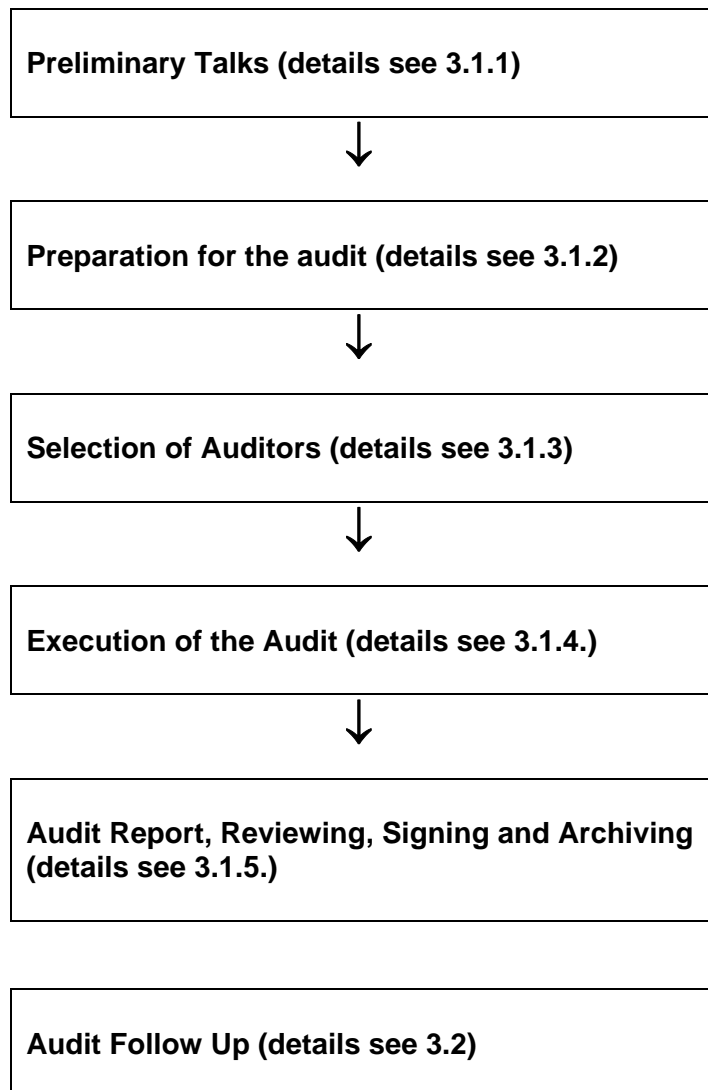 Preliminary Talks (details see 3.1.1)
Preparation for the audit (details see 3.1.2)
Selection of Auditors (details see 3.1.3)
Execution of the Audit (details see 3.1.4.)
Audit Report, Reviewing, Signing and Archiving
(details see 3.1.5.)
Audit Follow Up (details see 3.2)